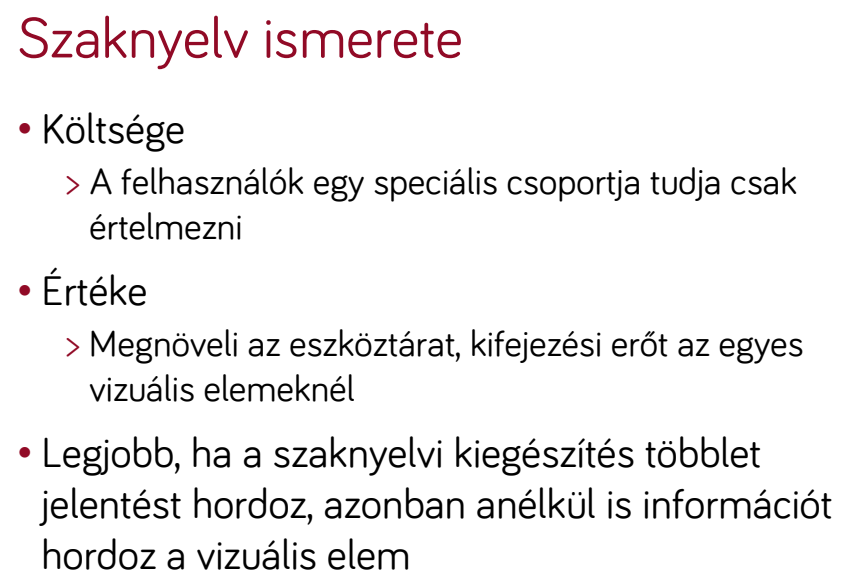 Szaknyelv ismerete
• Költsége
> A felhasználók egy speciális csoportja tudja csak
értelmezni
• Értéke
> Megnöveli az eszköztárat, kifejezési erőt az egyes
vizuális elemeknél
• Legjobb, ha a szaknyelvi kiegészítés többlet
jelentést hordoz, azonban anélkül is információt
hordoz a vizuális elem